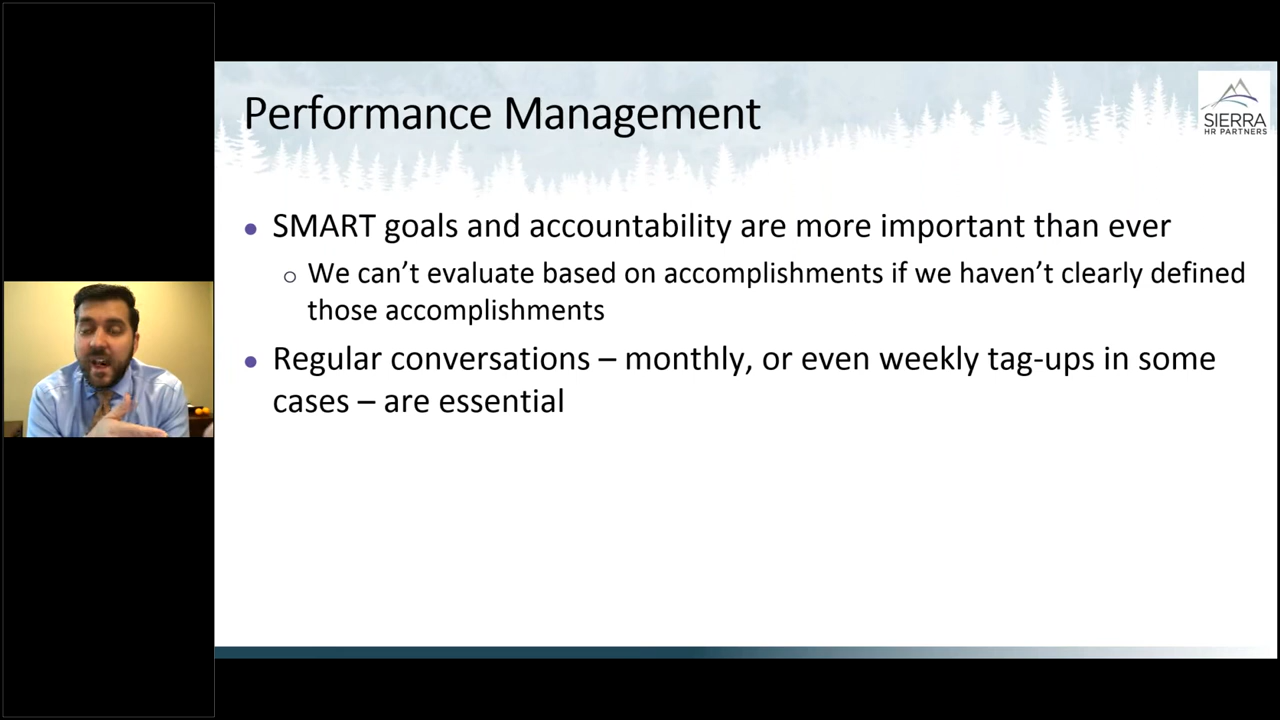 Performance Management
SIERRA
HR PARTNERS
● SMART goals and accountability are more important than ever
○ We can’t evaluate based on accomplishments if we haven’t clearly defined
those accomplishments
● Regular conversations – monthly, or even weekly tag-ups in some
cases – are essential